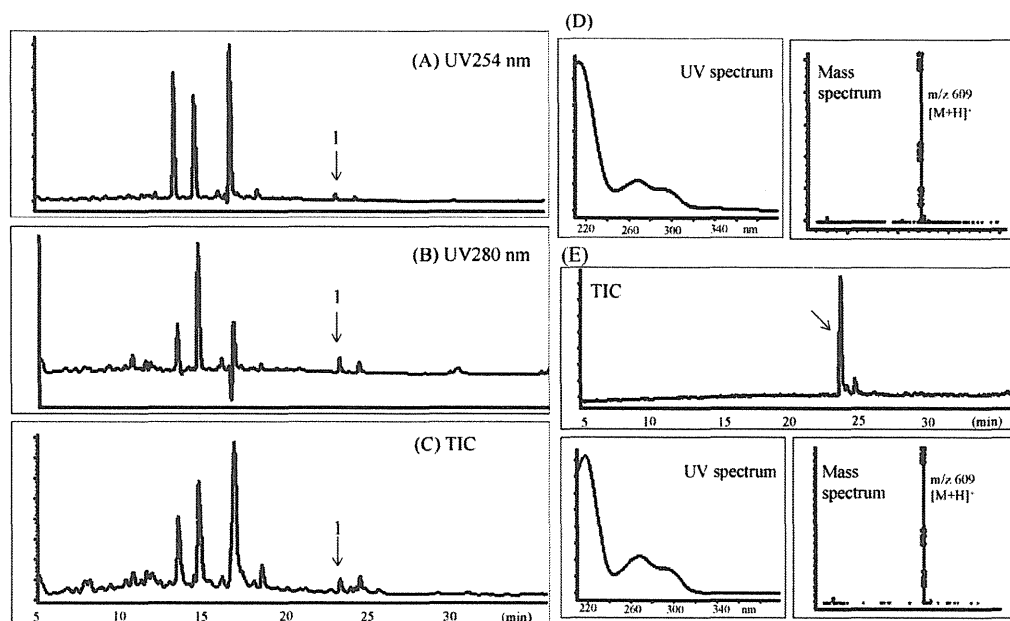 (A) UV254 nm
1
(B) UV280 nm
1
(C) TIC
1
5 10 15 20 25 30 (min)
(D)
UV spectrum
220 260 300 340 nm
Mass
spectrum
m/z 609
[M+H]+
(E)
TIC
5 10 15 20 25 30 (min)
UV spectrum
220 260 300 340 nm
Mass
spectrum
m/z 609
[M+H]+